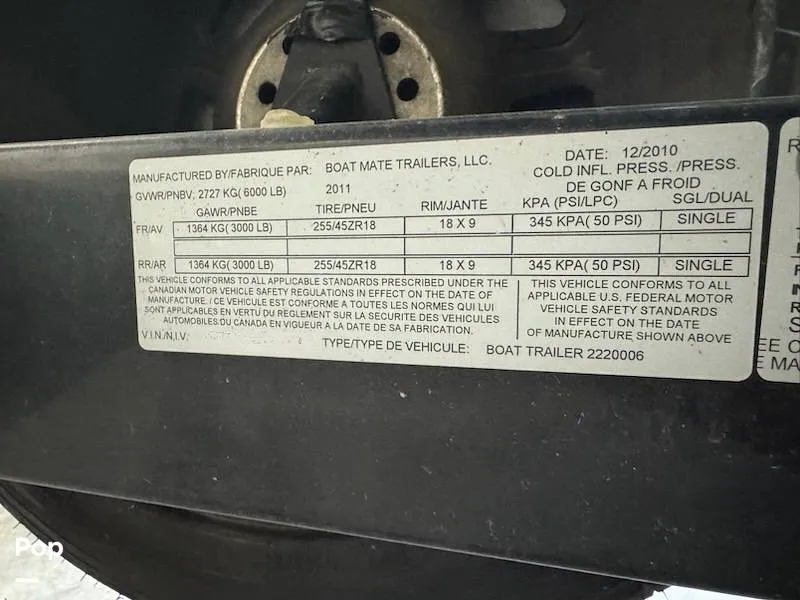 MANUFACTURED BY/FABRIQUE PAR: BOAT MATE TRAILERS, LLC. DATE: 12/2010
GVWR/PNBV: 2727 KG( 6000 LB) 2011 COLD INFL. PRESS. /PRESS.
DE GONF A FROID
GAWR/PNBE TIRE/PNEU RIM/JANTE KPA (PSI/LPC) SGL/DUAL
FR/AV 1364 KG( 3000 LB) 255/45ZR18 18 X 9 345 KPA( 50 PSI) SINGLE
RR/AR 1364 KG( 3000 LB) 255/45ZR18 18 X 9 345 KPA( 50 PSI) SINGLE
THIS VEHICLE CONFORMS TO ALL APPLICABLE STANDARDS PRESCRIBED UNDER THE
CANADIAN MOTOR VEHICLE SAFETY REGULATIONS IN EFFECT ON THE DATE OF
MANUFACTURE. / CE VEHICULE EST CONFORME A TOUTES LES NORMES QUI LUI
SONT APPLICABLES EN VERTU DU REGLEMENT SUR LA SECURITE DES VEHICULES
AUTOMOBILES DU CANADA EN VIGUEUR A LA DATE DE SA FABRICATION.
THIS VEHICLE CONFORMS TO ALL
APPLICABLE U.S. FEDERAL MOTOR
VEHICLE SAFETY STANDARDS
IN EFFECT ON THE DATE
OF MANUFACTURE SHOWN ABOVE
V.I.N./N.I.V.
TYPE/TYPE DE VEHICULE: BOAT TRAILER 2220006
Pop